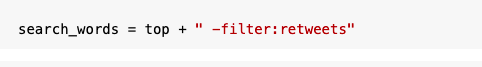 search_words = top + " -filter:retweets"